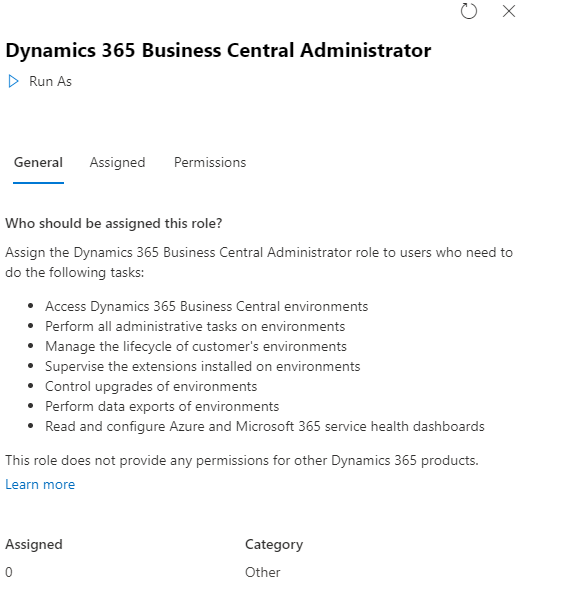 Dynamics 365 Business Central Administrator
Run As
General Assigned Permissions
Who should be assigned this role?
Assign the Dynamics 365 Business Central Administrator role to users who need to
do the following tasks:
• Access Dynamics 365 Business Central environments
• Perform all administrative tasks on environments
• Manage the lifecycle of customer's environments
• Supervise the extensions installed on environments
• Control upgrades of environments
• Perform data exports of environments
• Read and configure Azure and Microsoft 365 service health dashboards
This role does not provide any permissions for other Dynamics 365 products.
Learn more
Assigned Category
0 Other